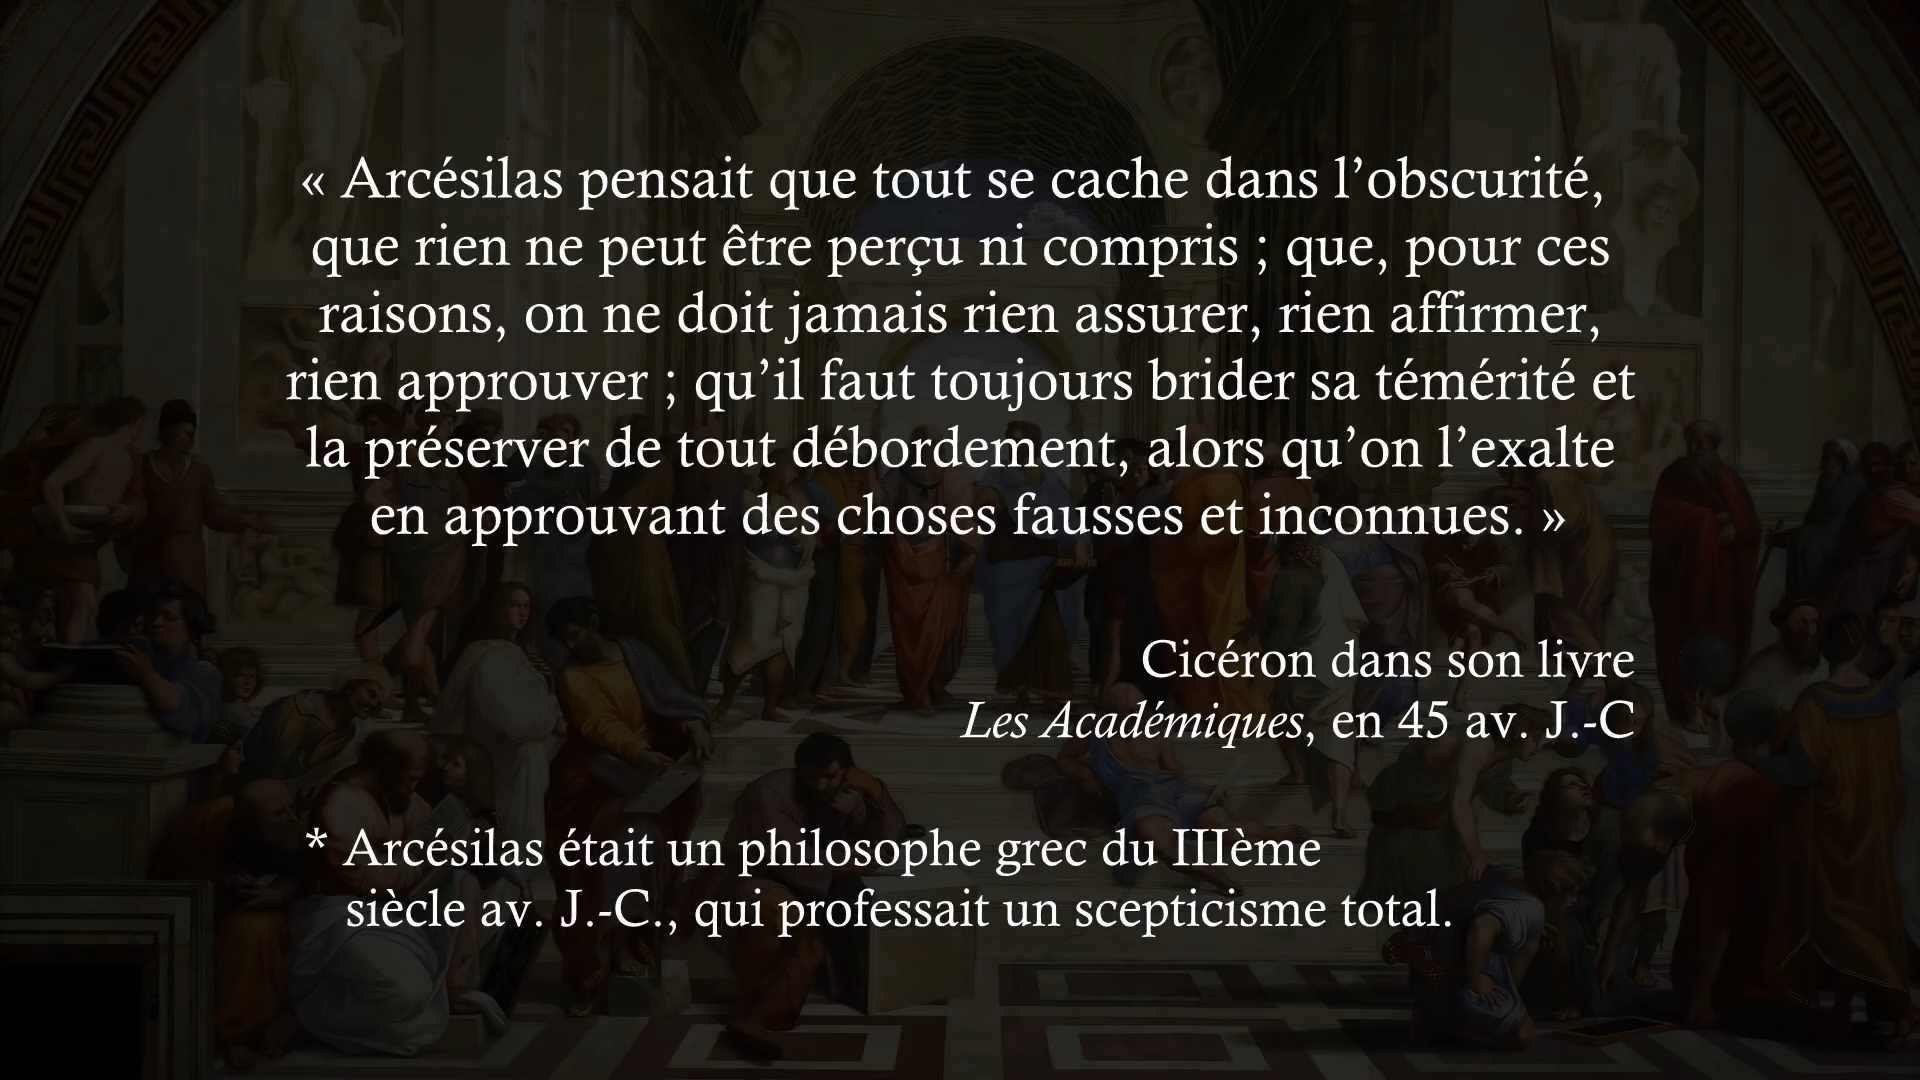 « Arcésilas pensait que tout se cache dans l’obscurité,
que rien ne peut être perçu ni compris ; que, pour ces
raisons, on ne doit jamais rien assurer, rien affirmer,
rien approuver ; qu’il faut toujours brider sa témérité et
la préserver de tout débordement, alors qu’on l’exalte
en approuvant des choses fausses et inconnues. »
Cicéron dans son livre
Les Académiques, en 45 av. J.-C
* Arcésilas était un philosophe grec du IIIème
siècle av. J.-C., qui professait un scepticisme total.